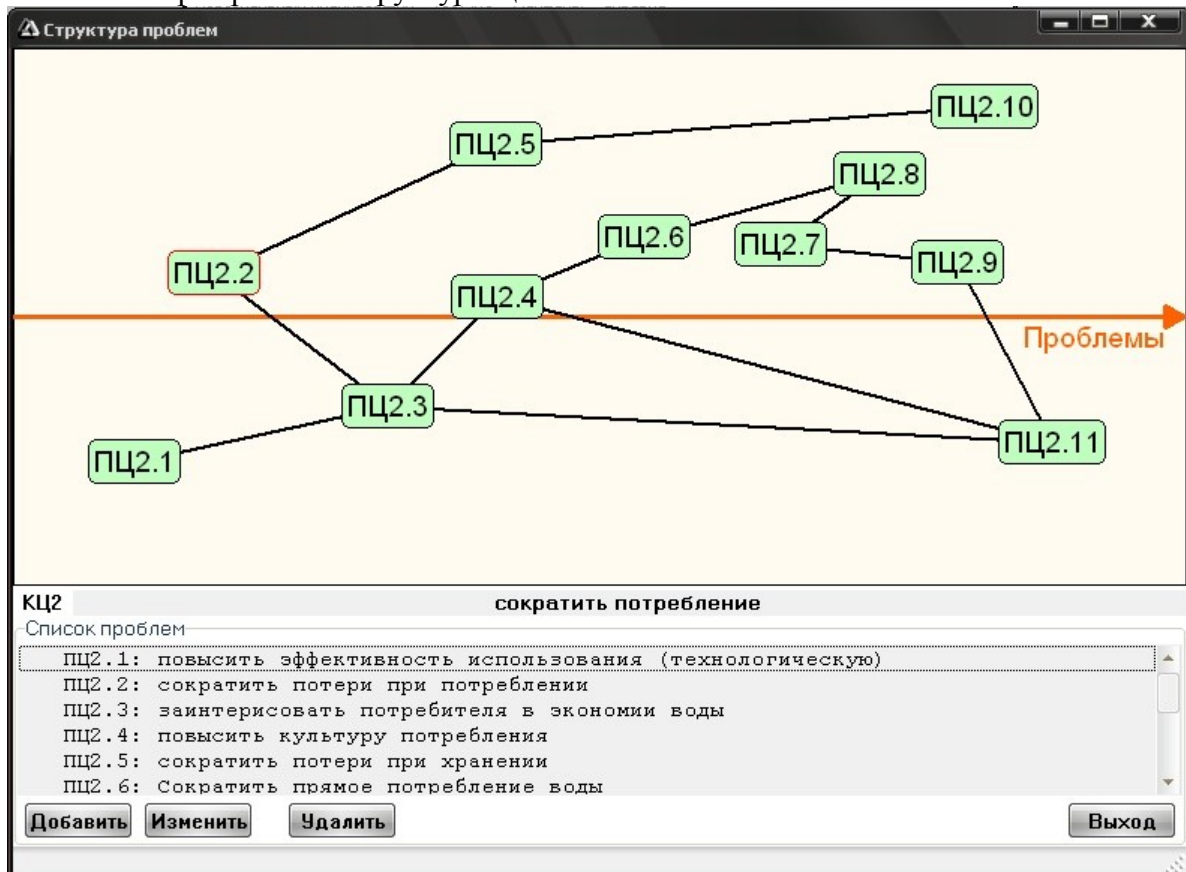 Структура проблем
ПЦ2.10
ПЦ2.5
ПЦ2.8
ПЦ2.6
ПЦ2.7
ПЦ2.9
ПЦ2.2
ПЦ2.4
Проблемы
ПЦ2.3
ПЦ2.11
ПЦ2.1
КЦ2 сократить потребление
Список проблем
ПЦ2.1: повысить эффективность использования (технологическую)
ПЦ2.2: сократить потери при потреблении
ПЦ2.3: заинтерисовать потребителя в экономии воды
ПЦ2.4: повысить культуру потребления
ПЦ2.5: сократить потери при хранении
ПЦ2.6: Сократить прямое потребление воды
Добавить Изменить Удалить Выход